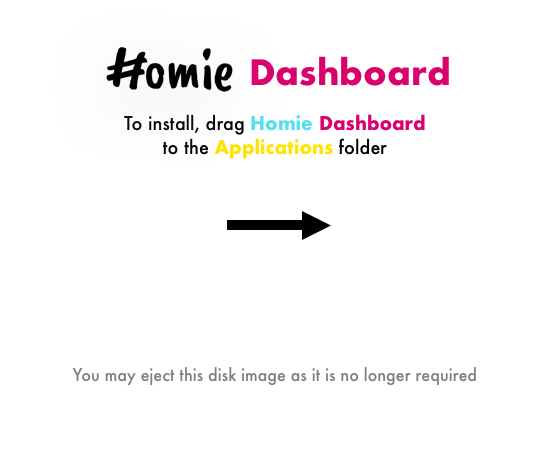 Homie Dashboard
To install, drag Homie Dashboard
to the Applications folder
You may eject this disk image as it is no longer required